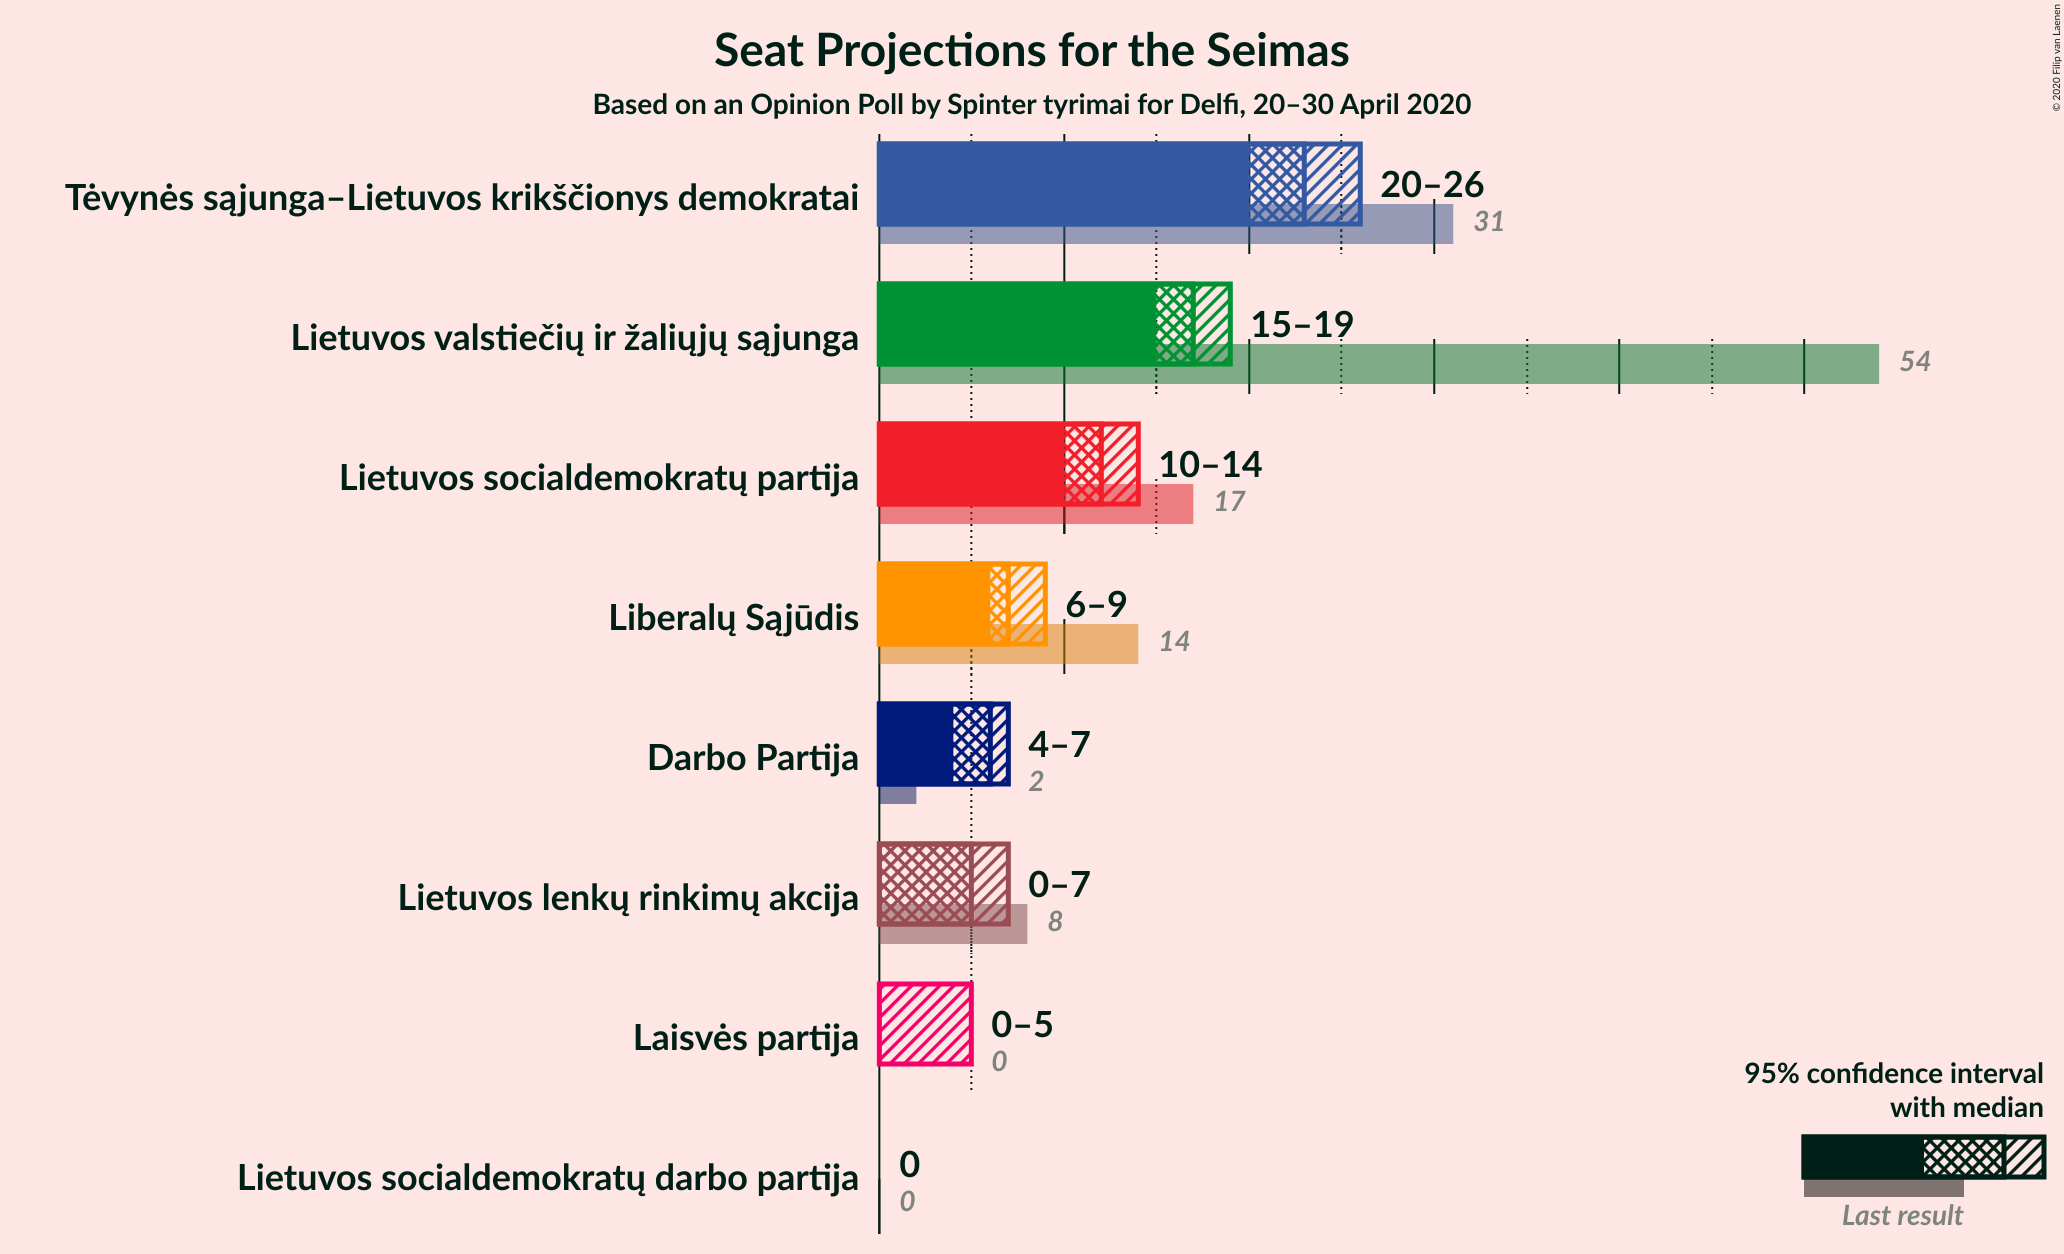 Seat Projections for the Seimas
Based on an Opinion Poll by Spinter tyrimai for Delfi, 20–30 April 2020
© 2020 Filip van Laenen
Tėvynės sąjunga–Lietuvos krikščionys demokratai
20–26
31
Lietuvos valstiečių ir žaliųjų sąjunga
15–19
54
Lietuvos socialdemokratų partija
10–14
17
Liberalų Sąjūdis
6–9
14
Darbo Partija
4–7
2
Lietuvos lenkų rinkimų akcija
0–7
8
Laisvės partija
0–5
0
Lietuvos socialdemokratų darbo partija
0
0
95% confidence interval
with median
Last result